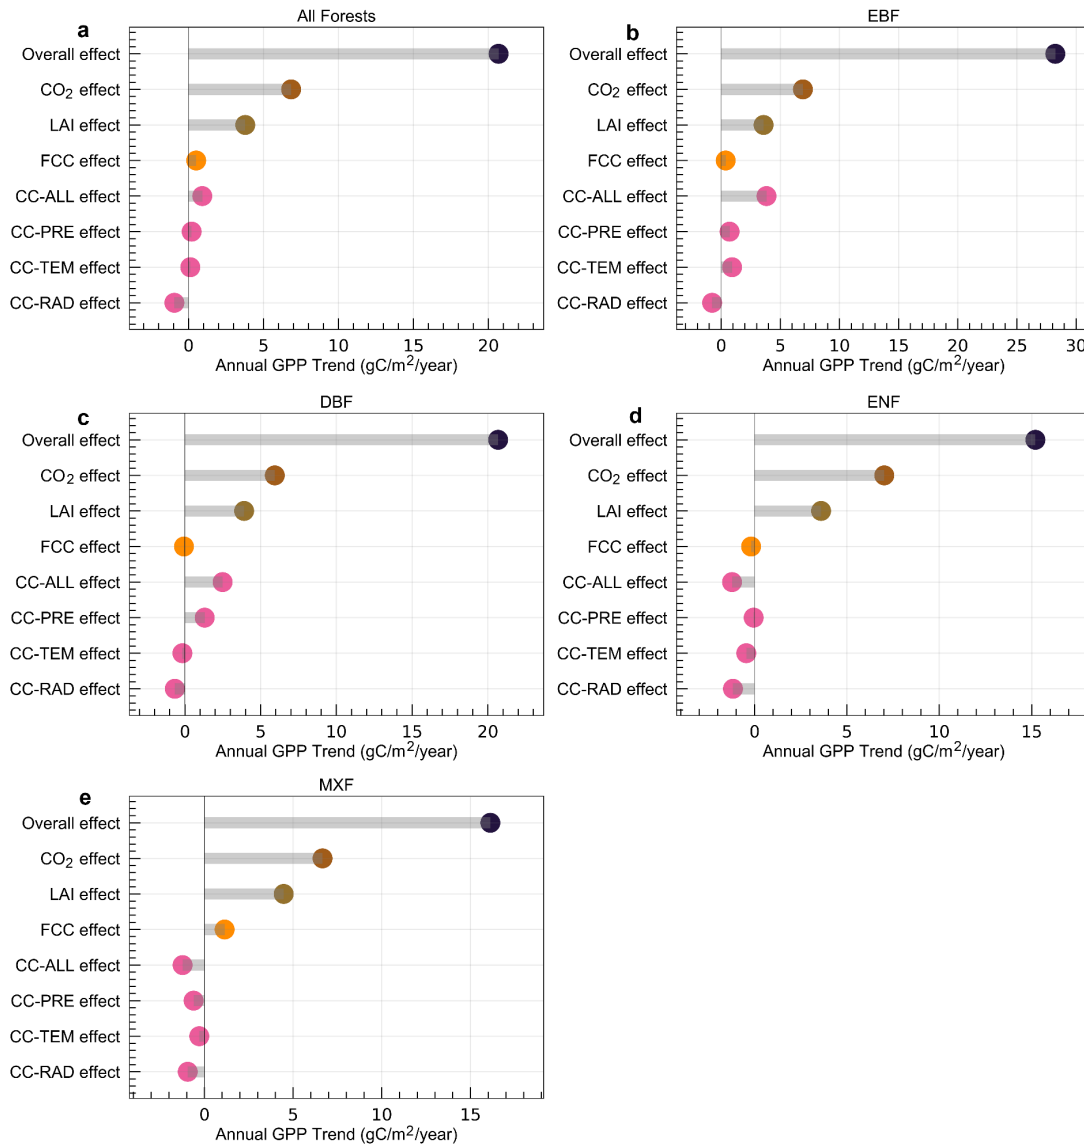 a
All Forests
Overall effect
CO₂ effect
LAI effect
FCC effect
CC-ALL effect
CC-PRE effect
CC-TEM effect
CC-RAD effect
0 5 10 15 20
Annual GPP Trend (gC/m²/year)
b
EBF
Overall effect
CO₂ effect
LAI effect
FCC effect
CC-ALL effect
CC-PRE effect
CC-TEM effect
CC-RAD effect
0 5 10 15 20 25 30
Annual GPP Trend (gC/m²/year)
c
DBF
Overall effect
CO₂ effect
LAI effect
FCC effect
CC-ALL effect
CC-PRE effect
CC-TEM effect
CC-RAD effect
0 5 10 15 20
Annual GPP Trend (gC/m²/year)
d
ENF
Overall effect
CO₂ effect
LAI effect
FCC effect
CC-ALL effect
CC-PRE effect
CC-TEM effect
CC-RAD effect
0 5 10 15
Annual GPP Trend (gC/m²/year)
e
MXF
Overall effect
CO₂ effect
LAI effect
FCC effect
CC-ALL effect
CC-PRE effect
CC-TEM effect
CC-RAD effect
0 5 10 15
Annual GPP Trend (gC/m²/year)